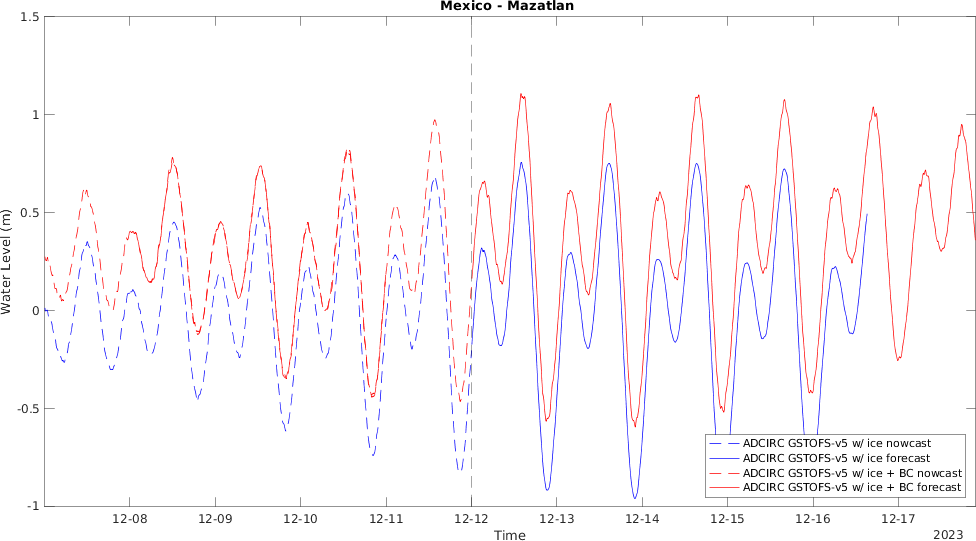 Mexico - Mazatlan
1.5
1
0.5
0
-0.5
-1
Water Level (m)
ADCIRC GSTOFS-v5 w/ ice nowcast
ADCIRC GSTOFS-v5 w/ ice forecast
ADCIRC GSTOFS-v5 w/ ice + BC nowcast
ADCIRC GSTOFS-v5 w/ ice + BC forecast
12-08 12-09 12-10 12-11 12-12 12-13 12-14 12-15 12-16 12-17
Time
2023